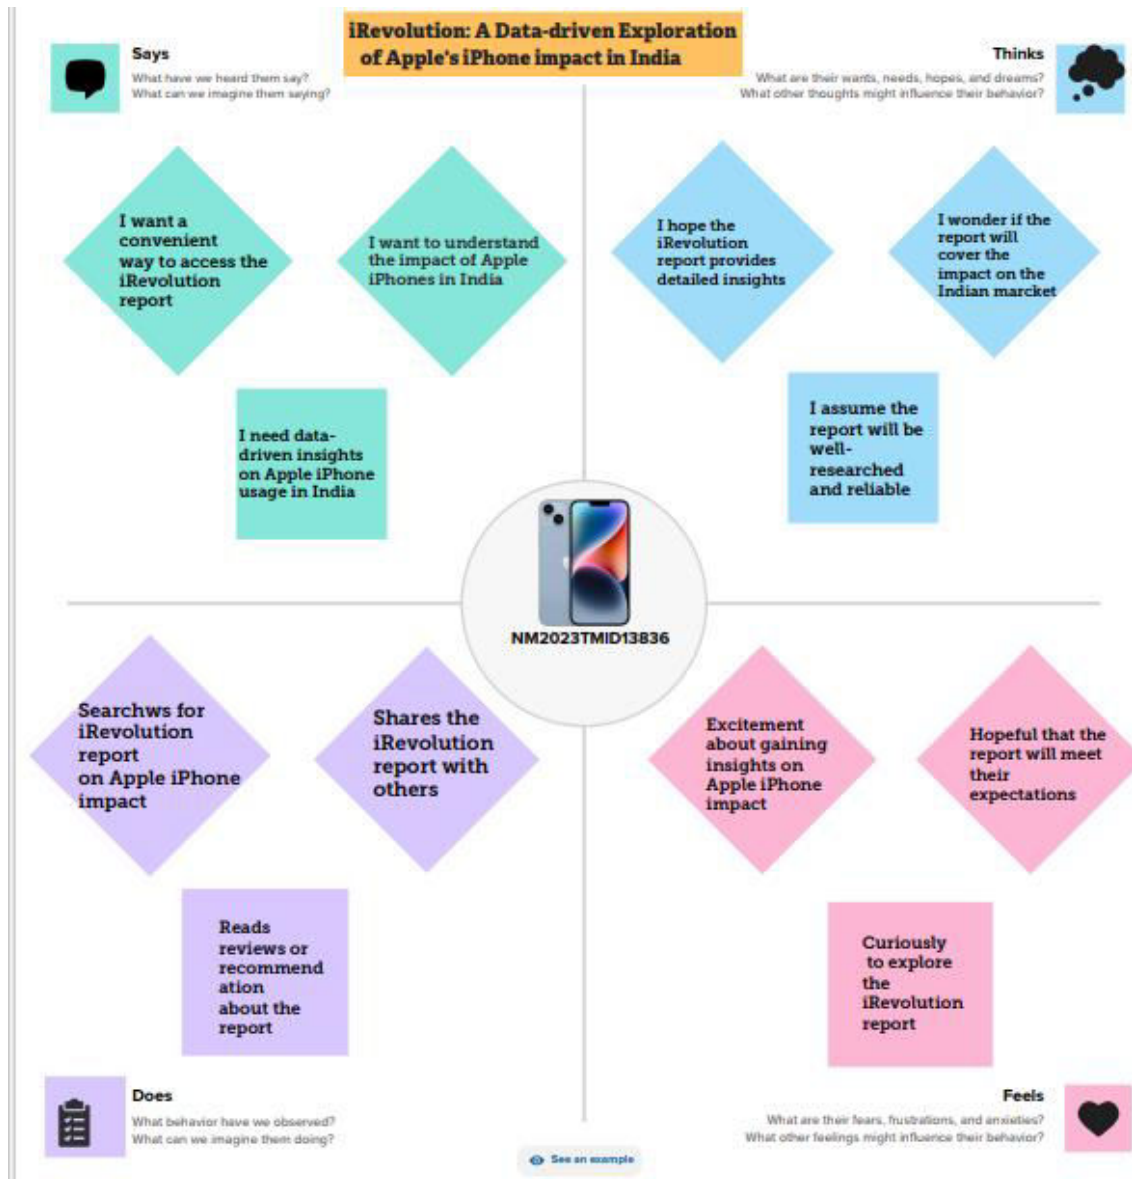 iRevolution: A Data-driven Exploration
of Apple's iPhone impact in India
Says
What have we heard them say?
What can we imagine them saying?
Thinks
What are their wants, needs, hopes, and dreams?
What other thoughts might influence their behavior?
I want a
convenient
way to access the
iRevolution
report
I want to understand
the impact of Apple
iPhones in India
I need data-
driven insights
on Apple iPhone
usage in India
I hope the
iRevolution
report provides
detailed insights
I wonder if the
report will
cover the
impact on the
Indian marcket
I assume the
report will be
well-
researched
and reliable
NM2023TMID13836
Searchws for
iRevolution
report
on Apple iPhone
impact
Shares the
iRevolution
report with
others
Reads
reviews or
recommend
ation
about the
report
Excitement
about gaining
insights on
Apple iPhone
impact
Hopeful that the
report will meet
their
expectations
Curiously
to explore
the
iRevolution
report
Does
What behavior have we observed?
What can we imagine them doing?
Feels
What are their fears, frustrations, and anxieties?
What other feelings might influence their behavior?
See an example